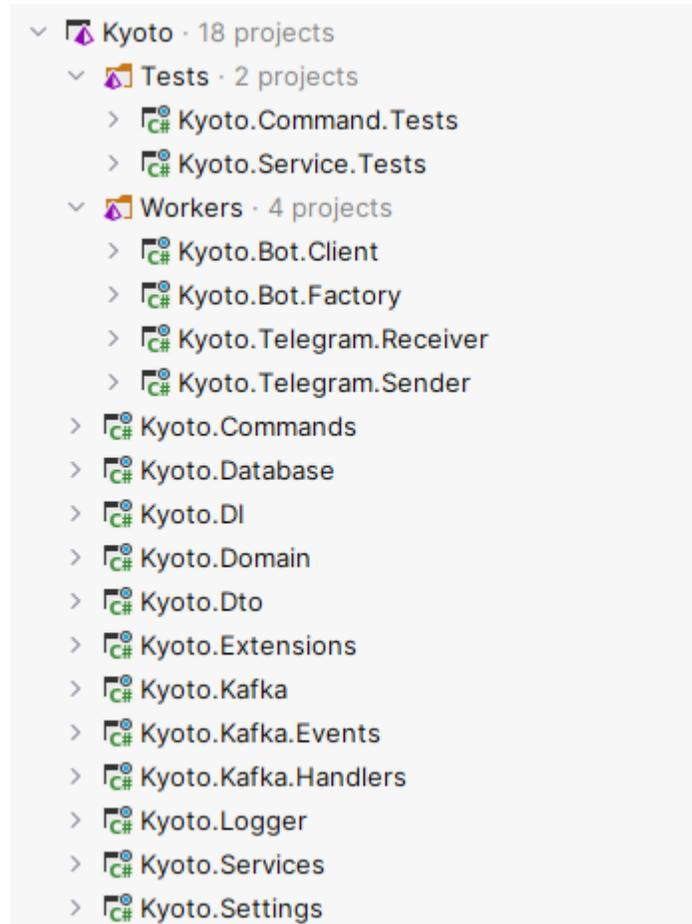 Kyoto · 18 projects
Tests · 2 projects
C# Kyoto.Command.Tests
C# Kyoto.Service.Tests
Workers · 4 projects
C# Kyoto.Bot.Client
C# Kyoto.Bot.Factory
C# Kyoto.Telegram.Receiver
C# Kyoto.Telegram.Sender
C# Kyoto.Commands
C# Kyoto.Database
C# Kyoto.DI
C# Kyoto.Domain
C# Kyoto.Dto
C# Kyoto.Extensions
C# Kyoto.Kafka
C# Kyoto.Kafka.Events
C# Kyoto.Kafka.Handlers
C# Kyoto.Logger
C# Kyoto.Services
C# Kyoto.Settings